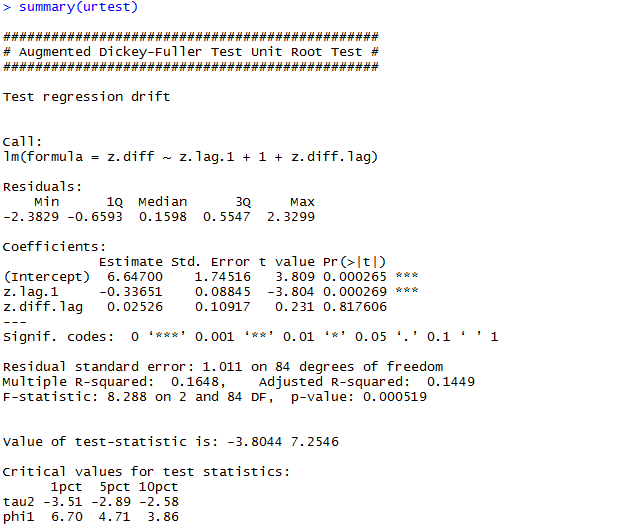 > summary(urtest)
###############################################
# Augmented Dickey-Fuller Test Unit Root Test #
###############################################
Test regression drift
Call:
lm(formula = z.diff ~ z.lag.1 + 1 + z.diff.lag)
Residuals:
    Min      1Q  Median      3Q     Max
-2.3829 -0.6593  0.1598  0.5547  2.3299
Coefficients:
            Estimate Std. Error t value Pr(>|t|)
(Intercept)  6.64700    1.74516   3.809 0.000265 ***
z.lag.1     -0.33651    0.08845  -3.804 0.000269 ***
z.diff.lag   0.02526    0.10917   0.231 0.817606
---
Signif. codes:  0 ‘***’ 0.001 ‘**’ 0.01 ‘*’ 0.05 ‘.’ 0.1 ‘ ’ 1
Residual standard error: 1.011 on 84 degrees of freedom
Multiple R-squared:  0.1648,    Adjusted R-squared:  0.1449
F-statistic: 8.288 on 2 and 84 DF,  p-value: 0.000519
Value of test-statistic is: -3.8044 7.2546
Critical values for test statistics:
      1pct  5pct 10pct
tau2 -3.51 -2.89 -2.58
phi1  6.70  4.71  3.86